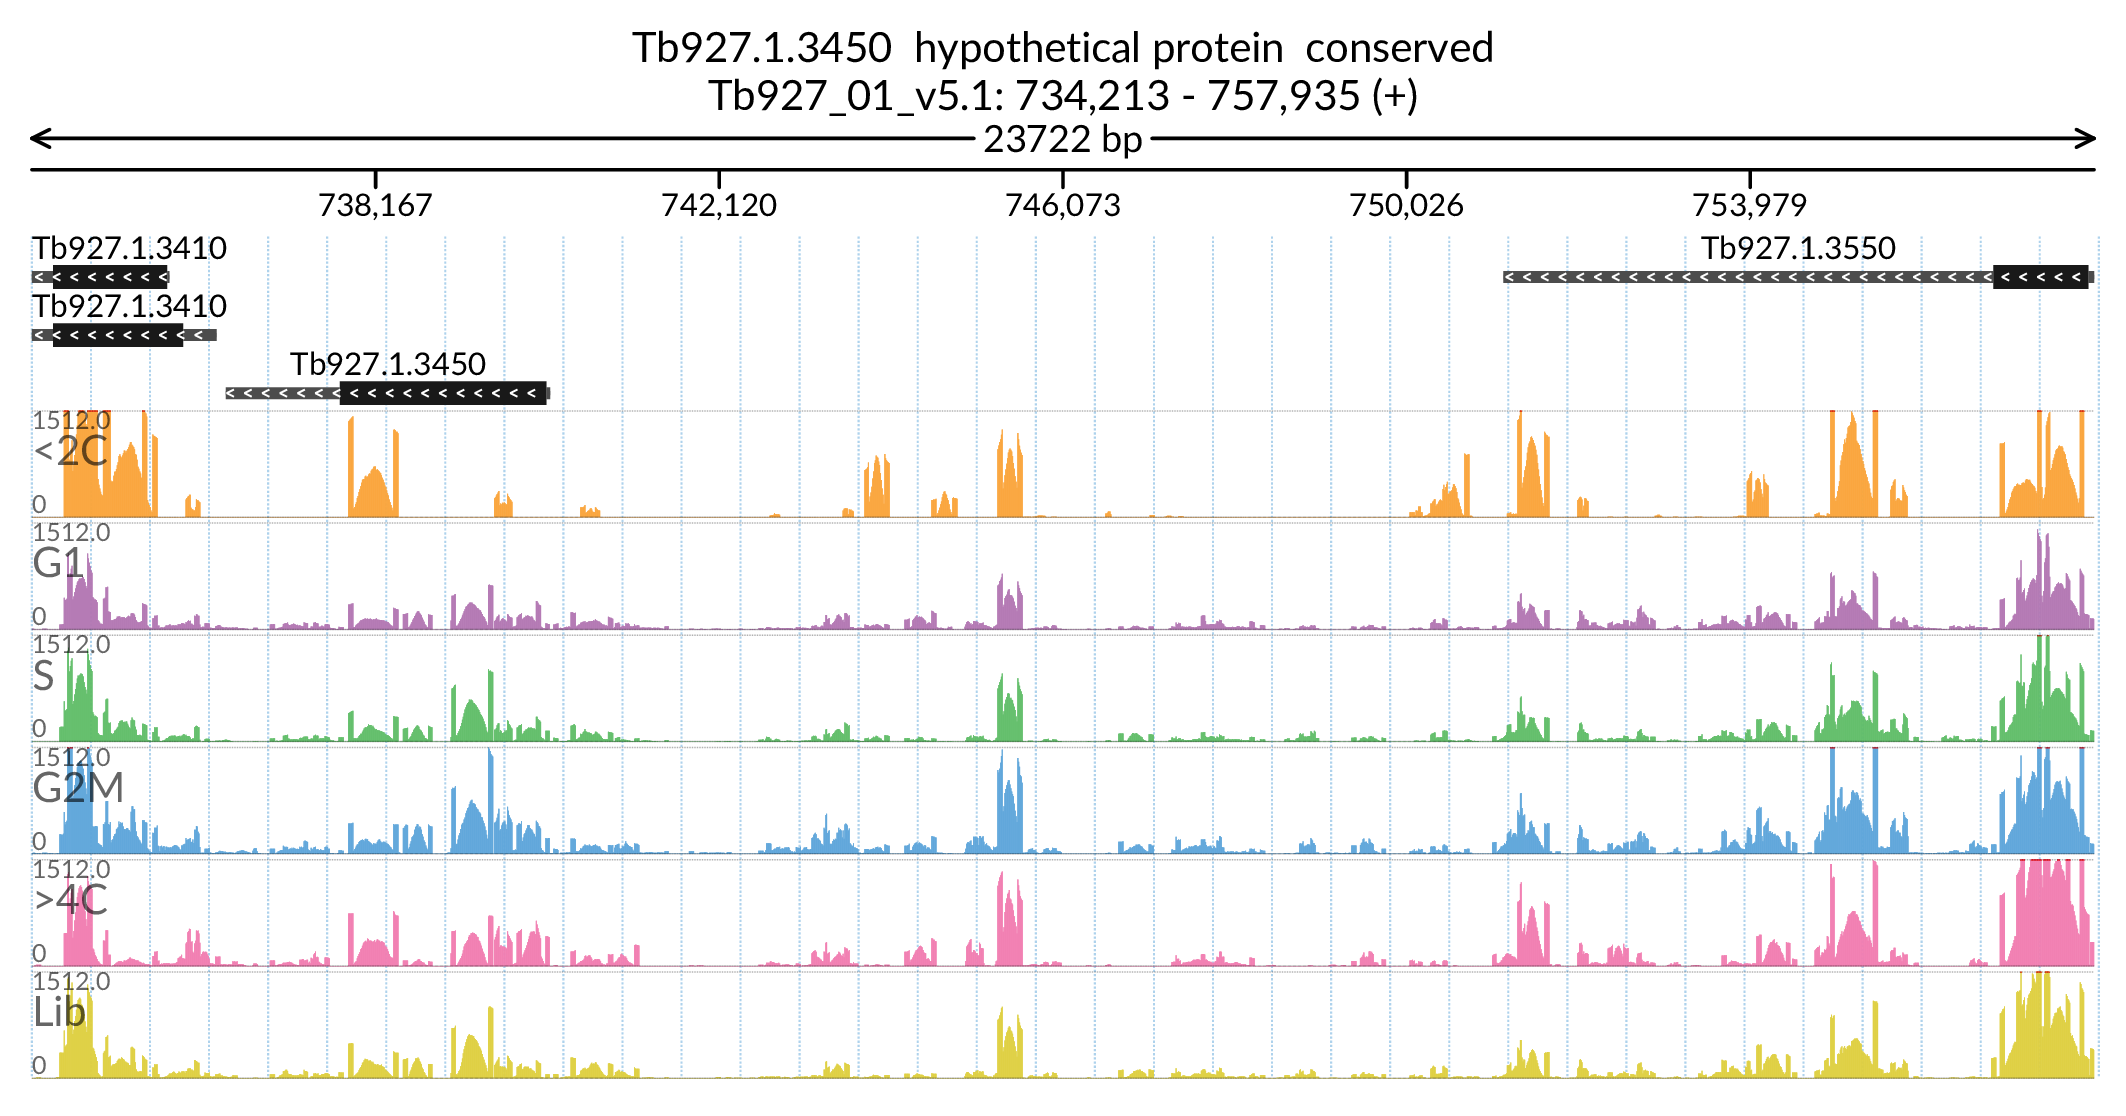 Tb927.1.3450  hypothetical protein  conserved
Tb927_01_v5.1: 734,213 - 757,935 (+)
23722 bp
738,167 742,120 746,073 750,026 753,979
Tb927.1.3410 Tb927.1.3550
Tb927.1.3410
Tb927.1.3450
1512.0
<2C
0
1512.0
G1
0
1512.0
S
0
1512.0
G2M
0
1512.0
>4C
0
1512.0
Lib
0